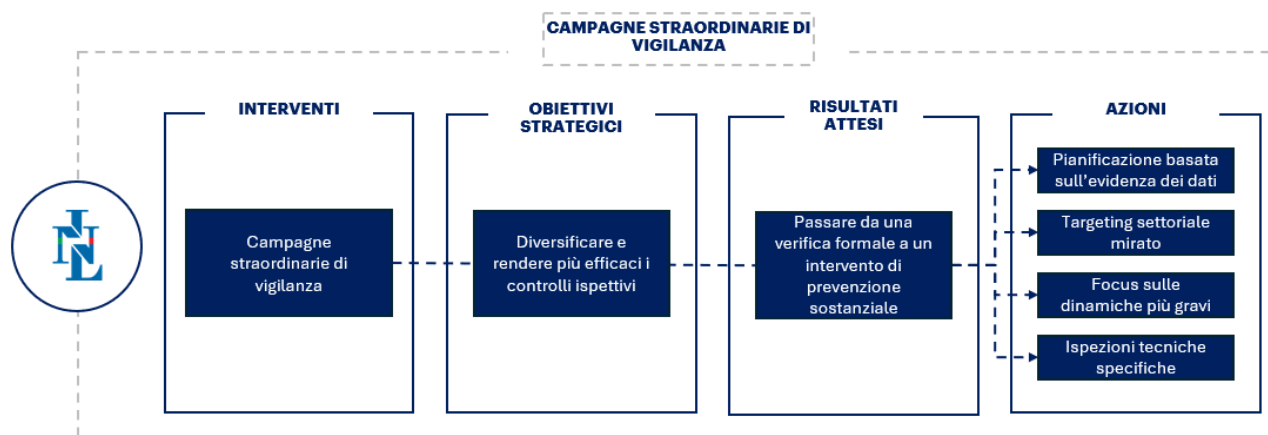 CAMPAGNE STRAORDINARIE DI
VIGILANZA
INTERVENTI
OBIETTIVI
STRATEGICI
RISULTATI
ATTESI
AZIONI
Campagne
straordinarie di
vigilanza
Diversificare e
rendere più efficaci i
controlli ispettivi
Passare da una
verifica formale a un
intervento di
prevenzione
sostanziale
Pianificazione basata
sull'evidenza dei dati
Targeting settoriale
mirato
Focus sulle
dinamiche più gravi
Ispezioni tecniche
specifiche
INL